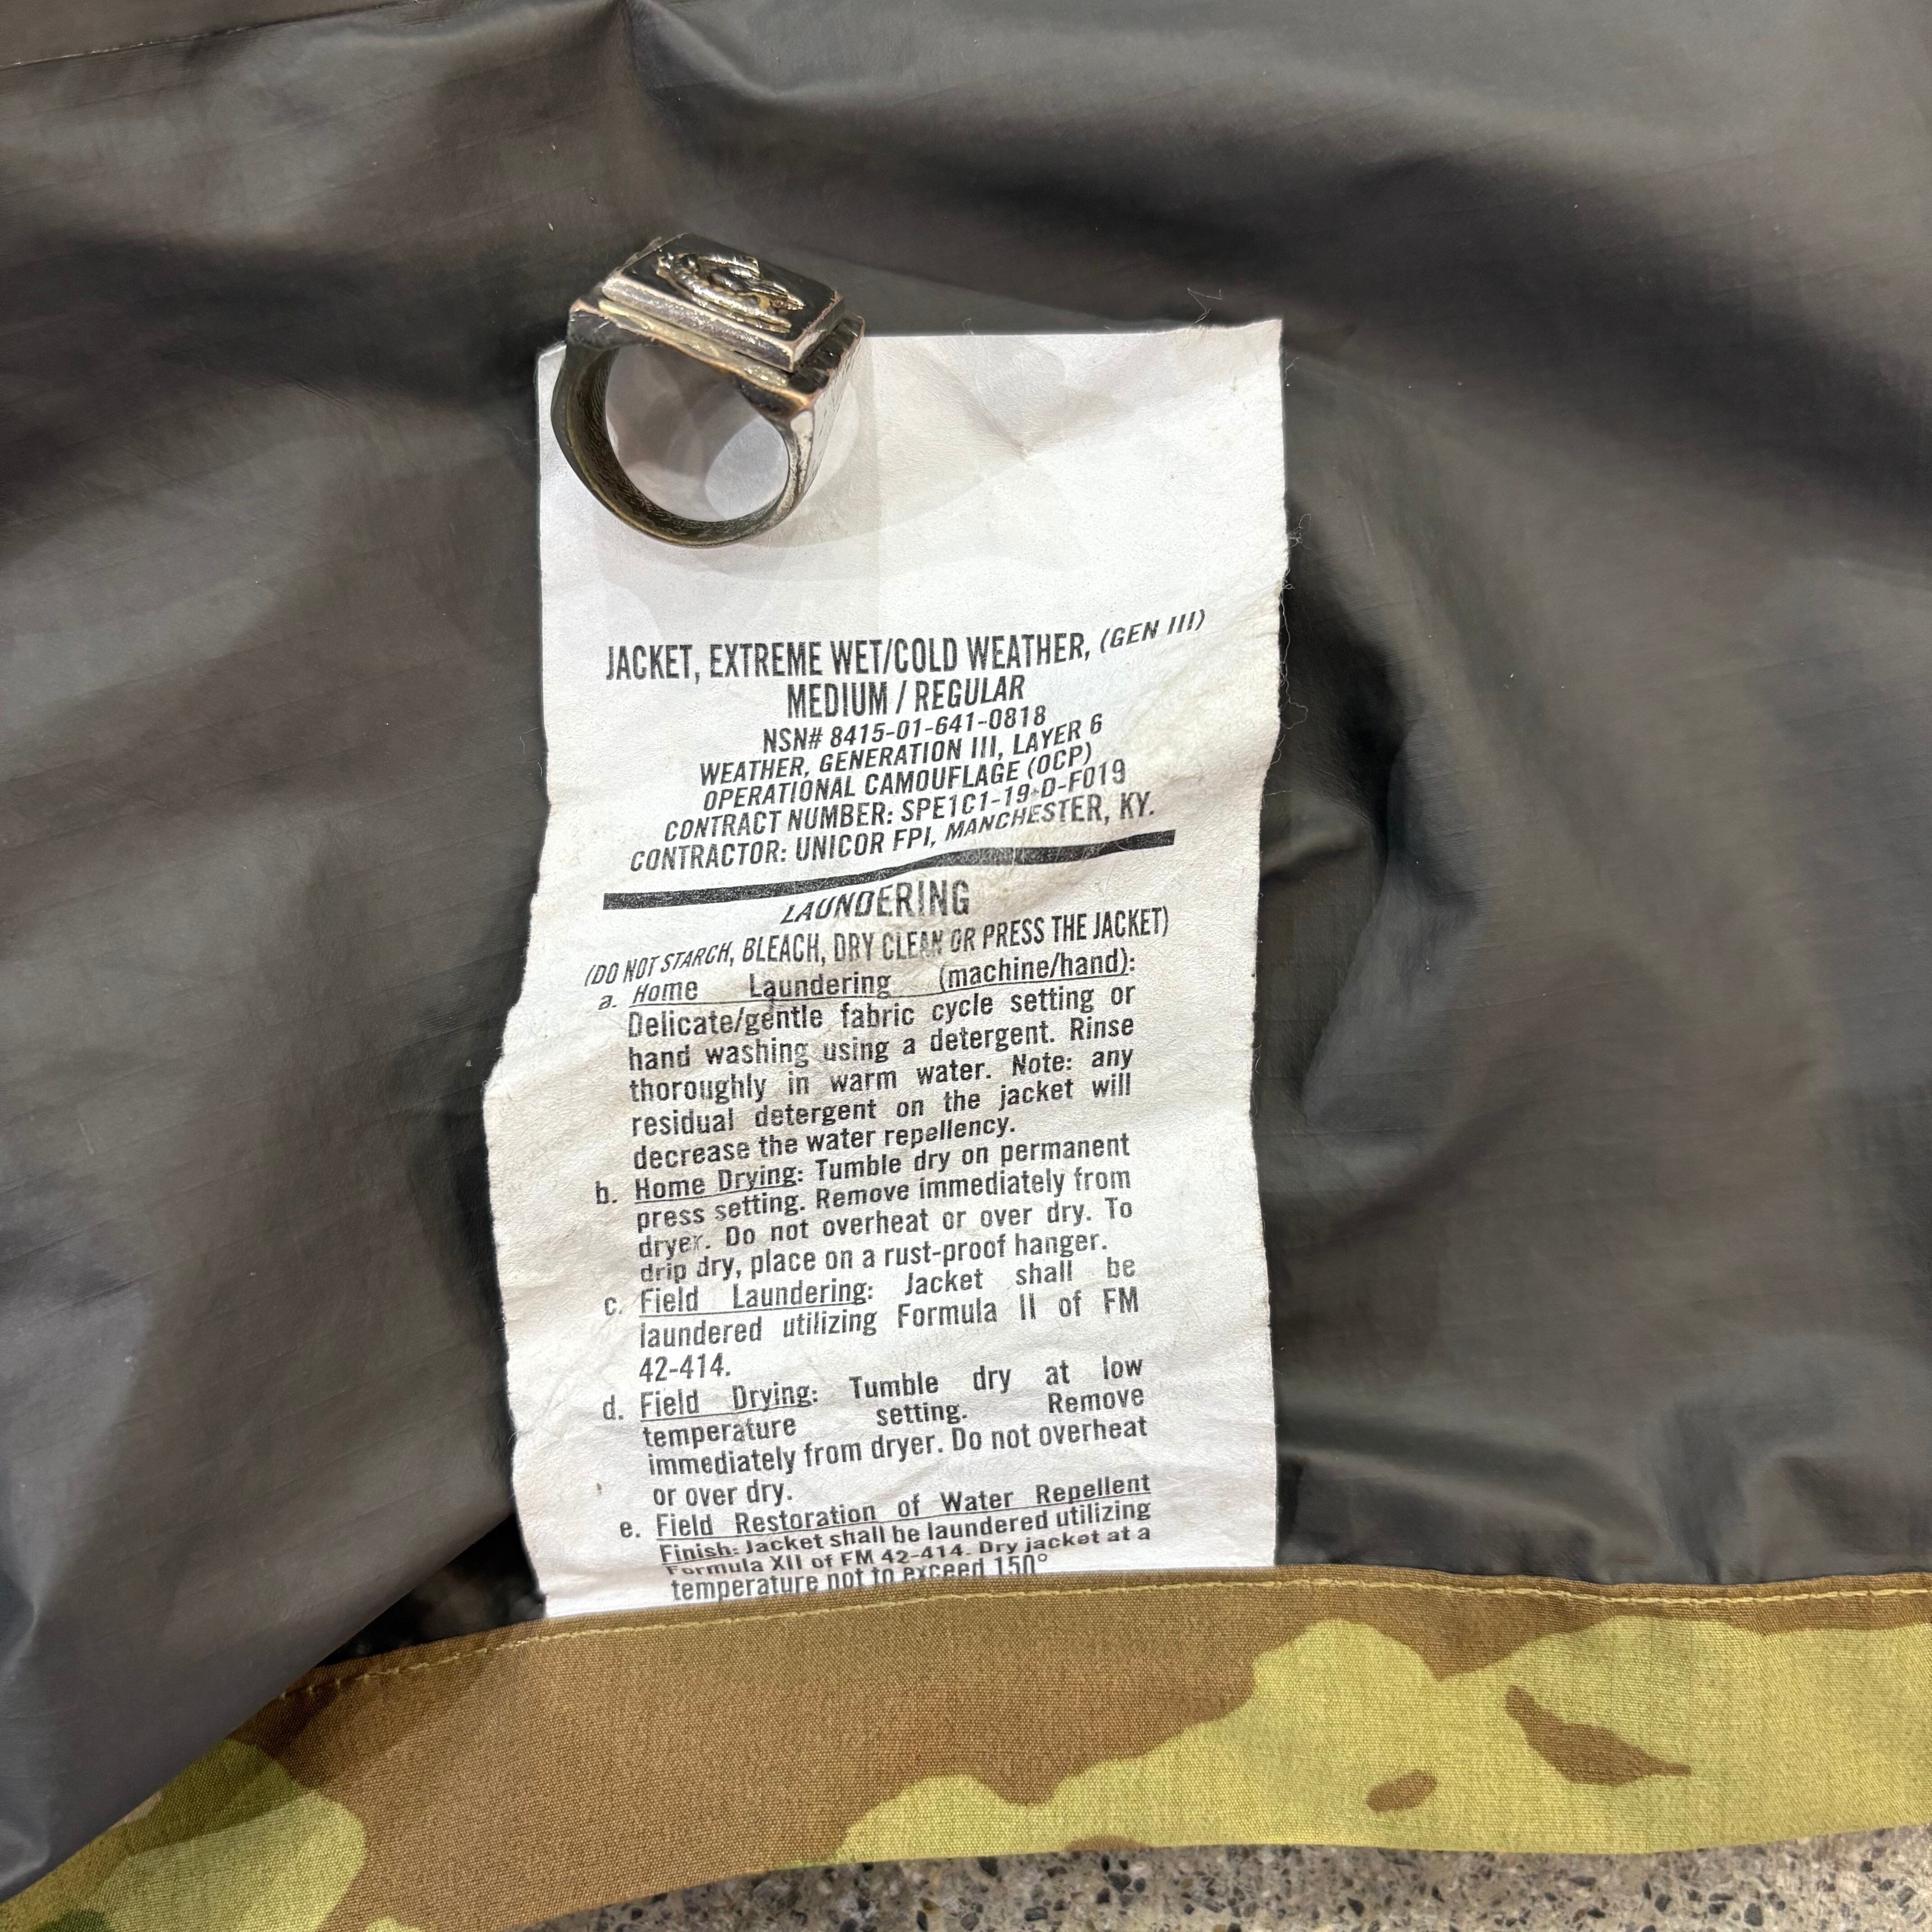 JACKET, EXTREME WET/COLD WEATHER, (GEN III)
MEDIUM / REGULAR
NSN# 8415-01-641-0818
WEATHER, GENERATION III, LAYER 6
OPERATIONAL CAMOUFLAGE (OCP)
CONTRACT NUMBER: SPE1C1-19-D-F019
CONTRACTOR: UNICOR FPI, MANCHESTER, KY.
LAUNDERING
(DO NOT STARCH, BLEACH, DRY CLEAN OR PRESS THE JACKET)
a. Home Laundering (machine/hand):
Delicate/gentle fabric cycle setting or
hand washing using a detergent. Rinse
thoroughly in warm water. Note: any
residual detergent on the jacket will
decrease the water repellency.
b. Home Drying: Tumble dry on permanent
press setting. Remove immediately from
dryer. Do not overheat or over dry. To
drip dry, place on a rust-proof hanger.
c. Field Laundering: Jacket shall be
laundered utilizing Formula II of FM
42-414.
d. Field Drying: Tumble dry at low
temperature setting. Remove
immediately from dryer. Do not overheat
or over dry.
e. Field Restoration of Water Repellent
Finish: Jacket shall be laundered utilizing
Formula XII of FM 42-414. Dry jacket at a
temperature not to exceed 150°